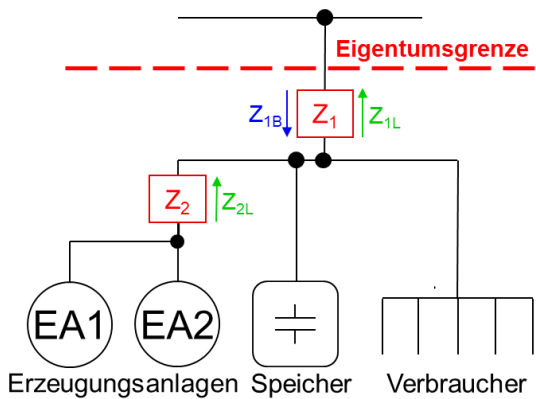 Eigentumsgrenze
Z1B Z1 Z1L
Z2 Z2L
EA1 EA2
Erzeugungsanlagen Speicher Verbraucher